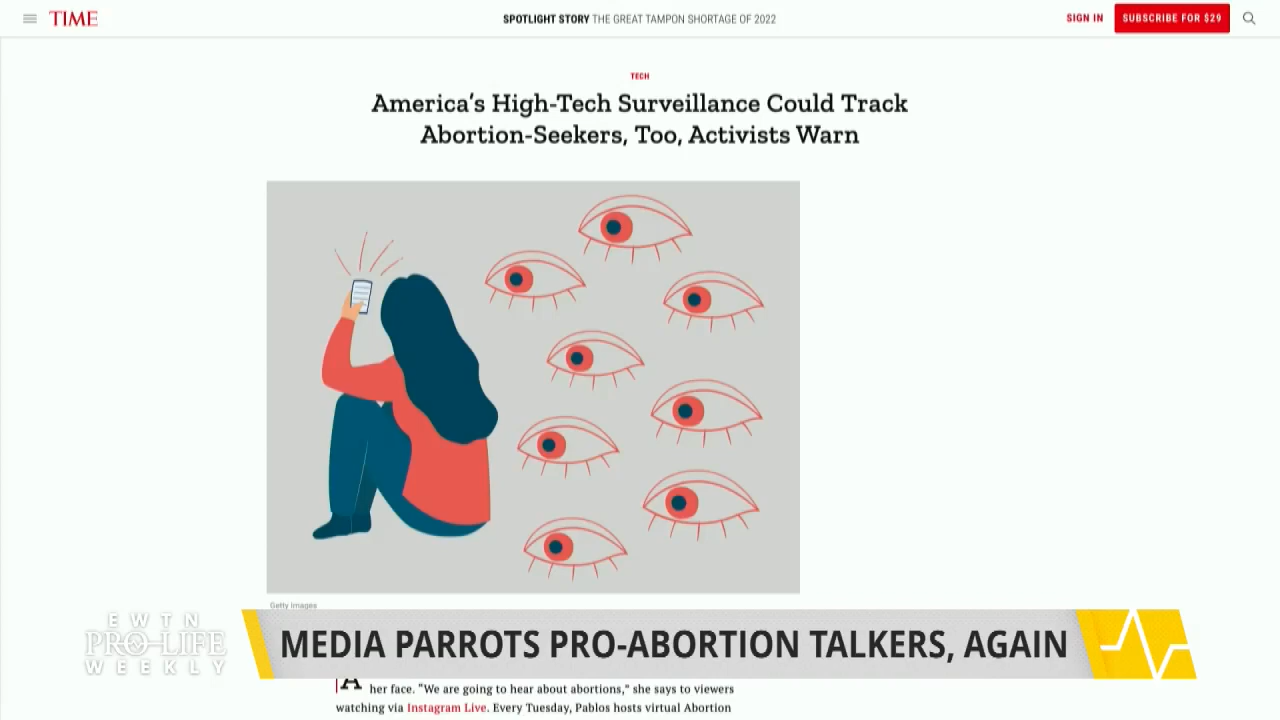 TIME
SPOTLIGHT STORY THE GREAT TAMPON SHORTAGE OF 2022
SIGN IN
SUBSCRIBE FOR $29
TECH
America's High-Tech Surveillance Could Track
Abortion-Seekers, Too, Activists Warn
Getty Images
EWTN
PRO-LIFE
WEEKLY
MEDIA PARROTS PRO-ABORTION TALKERS, AGAIN
A her face. “We are going to hear about abortions,” she says to viewers
watching via Instagram Live. Every Tuesday, Pablos hosts virtual Abortion